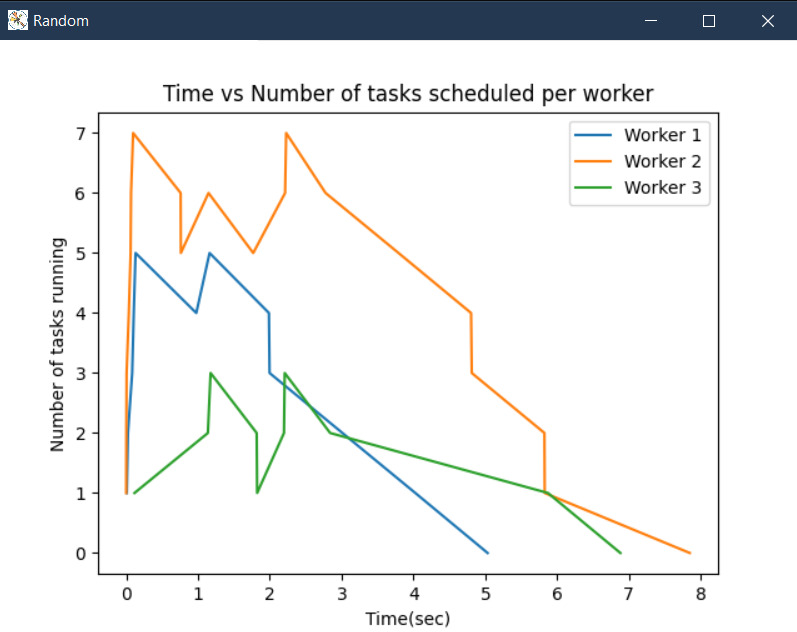 Random
Time vs Number of tasks scheduled per worker
Worker 1
Worker 2
Worker 3
Number of tasks running
7
6
5
4
3
2
1
0
0 1 2 3 4 5 6 7 8
Time(sec)